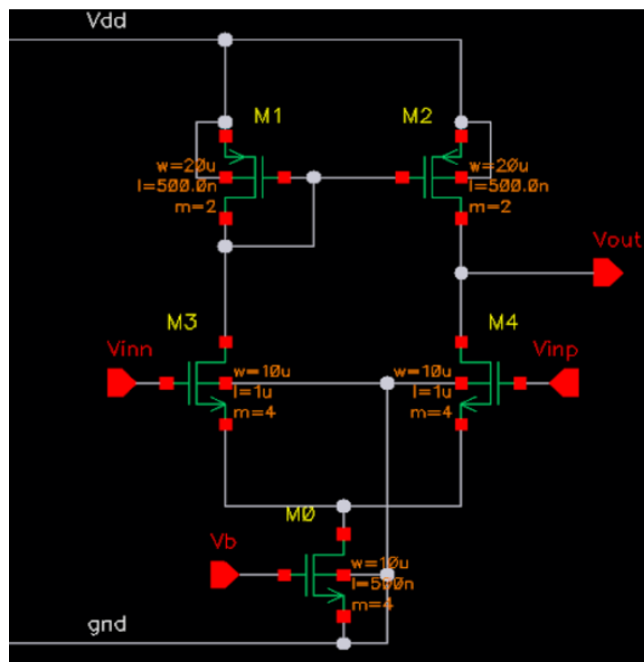 Vdd
M1
M2
w=20u
l=500.0n
m=2
w=20u
l=500.0n
m=2
Vout
M3
M4
Vinn
Vinp
w=10u
l=1u
m=4
w=10u
l=1u
m=4
M0
Vb
w=10u
l=500n
m=4
gnd